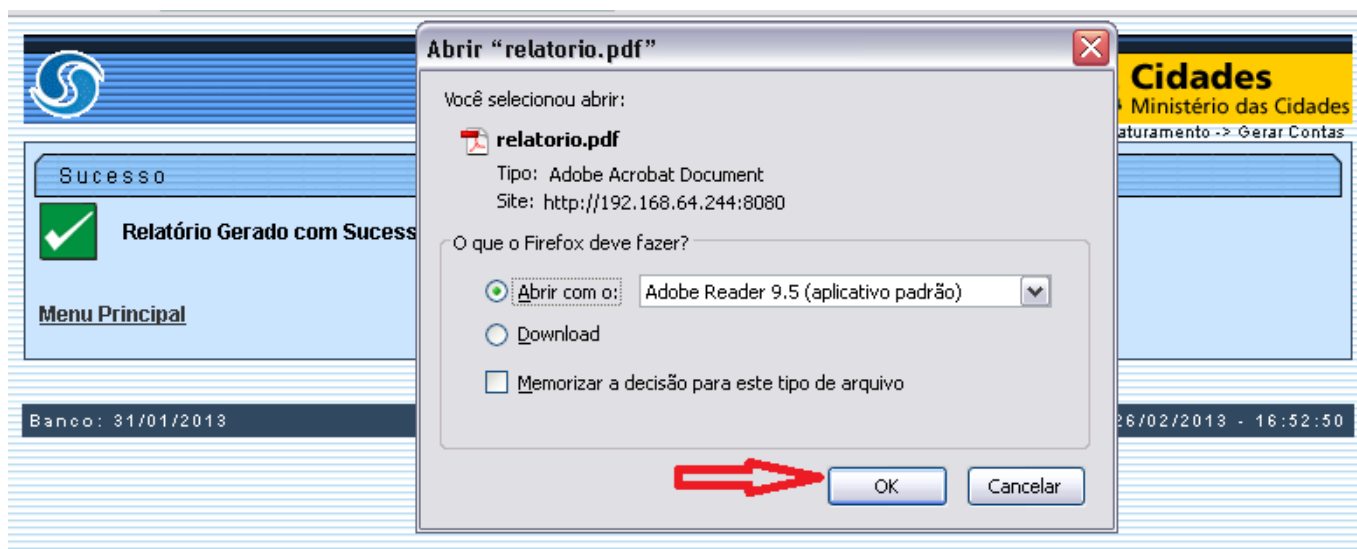 Abrir “relatorio.pdf”
Cidades
Ministério das Cidades
aturamento -> Gerar Contas
Você selecionou abrir:
relatorio.pdf
Tipo: Adobe Acrobat Document
Site: http://192.168.64.244:8080
Sucesso
Relatório Gerado com Sucess
O que o Firefox deve fazer?
Abrir com o: Adobe Reader 9.5 (aplicativo padrão)
Menu Principal
Download
Memorizar a decisão para este tipo de arquivo
Banco: 31/01/2013
26/02/2013 - 16:52:50
OK
Cancelar